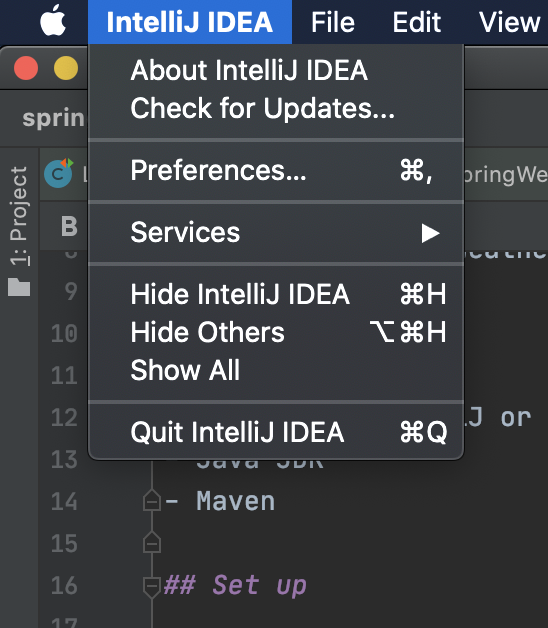 IntelliJ IDEA File Edit View
About IntelliJ IDEA
Check for Updates...
Preferences... ⌘,
Services ▶
Hide IntelliJ IDEA ⌘H
Hide Others ⌥⌘H
Show All
Quit IntelliJ IDEA ⌘Q
sprin
1: Project
C
pringWe
B
9
10
11
12 J or
13 - Java JDK
14 - Maven
15
16 ## Set up
17